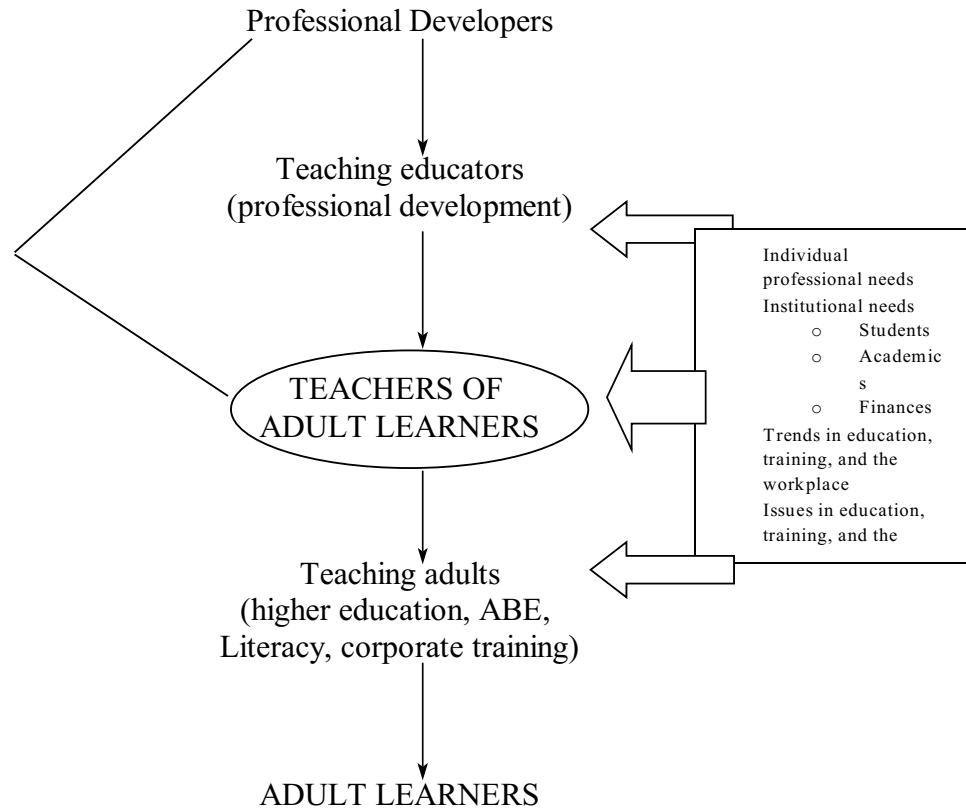 Professional Developers
Teaching educators
(professional development)
TEACHERS OF
ADULT LEARNERS
Teaching adults
(higher education, ABE,
Literacy, corporate training)
ADULT LEARNERS
Individual
professional needs
Institutional needs
o Students
o Academic
s
o Finances
Trends in education,
training, and the
workplace
Issues in education,
training, and the